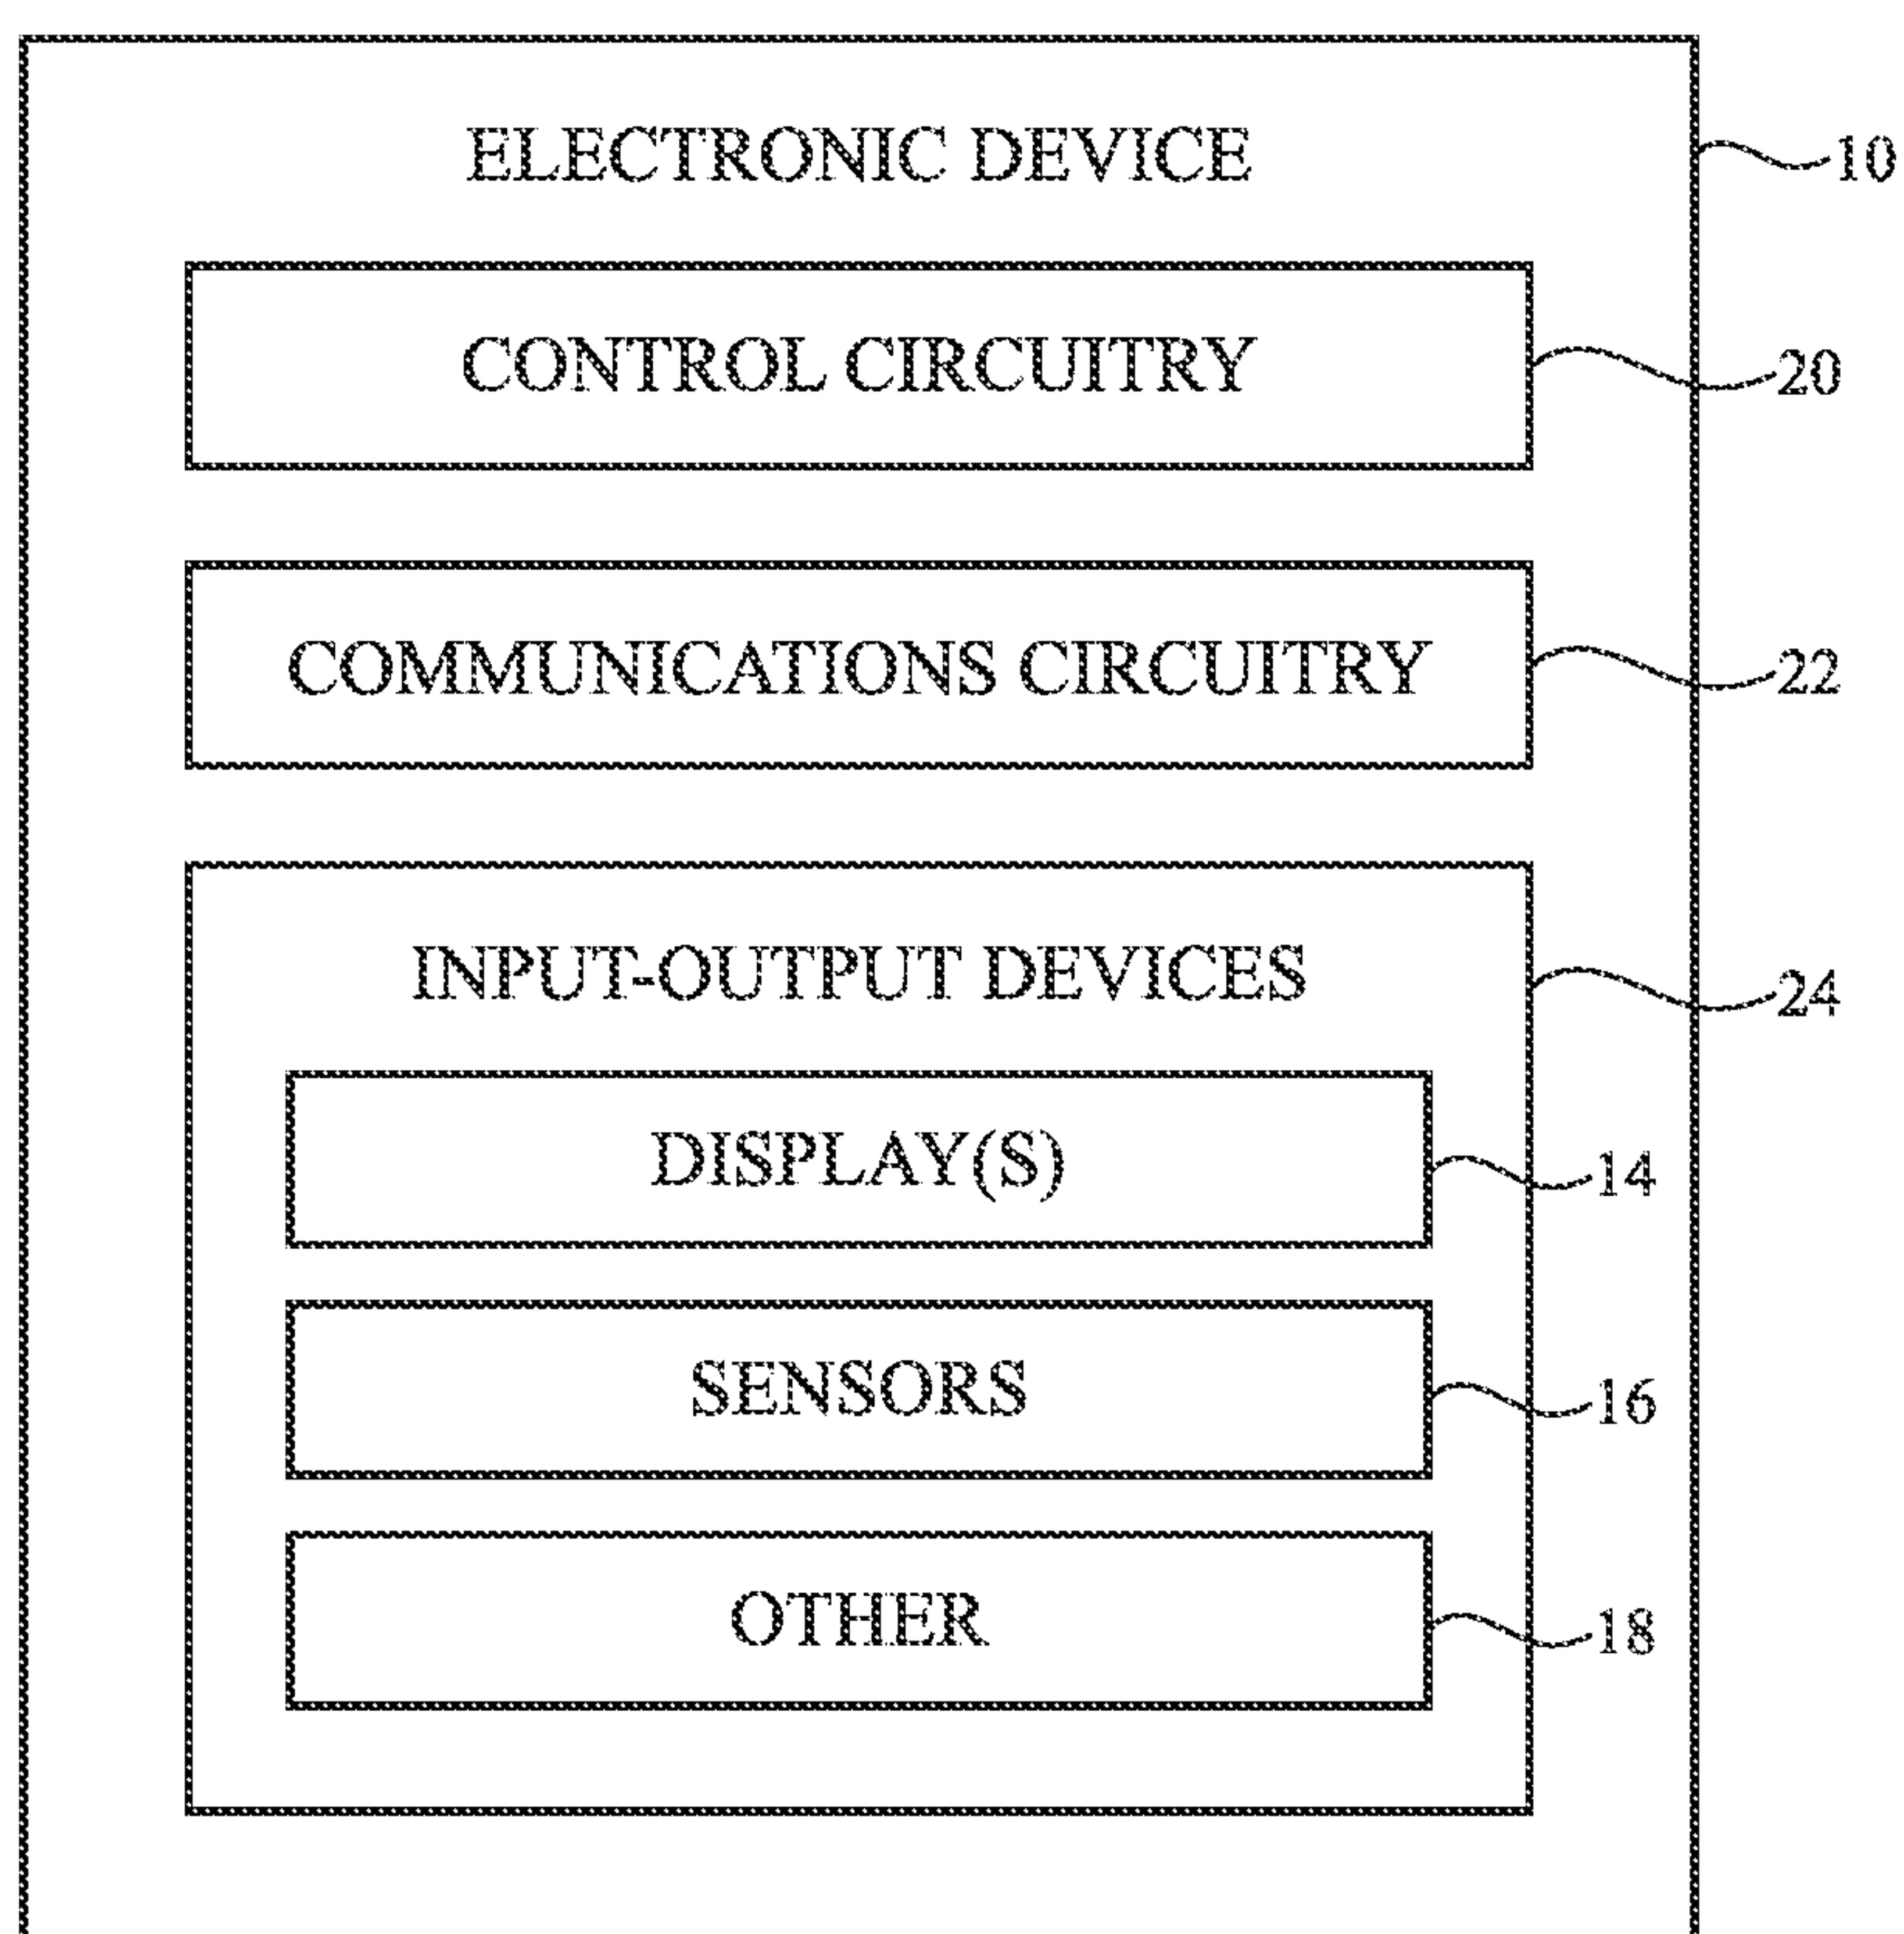 ELECTRONIC DEVICE
10
CONTROL CIRCUITRY
20
COMMUNICATIONS CIRCUITRY
22
INPUT-OUTPUT DEVICES
24
DISPLAY(S)
14
SENSORS
16
OTHER
18